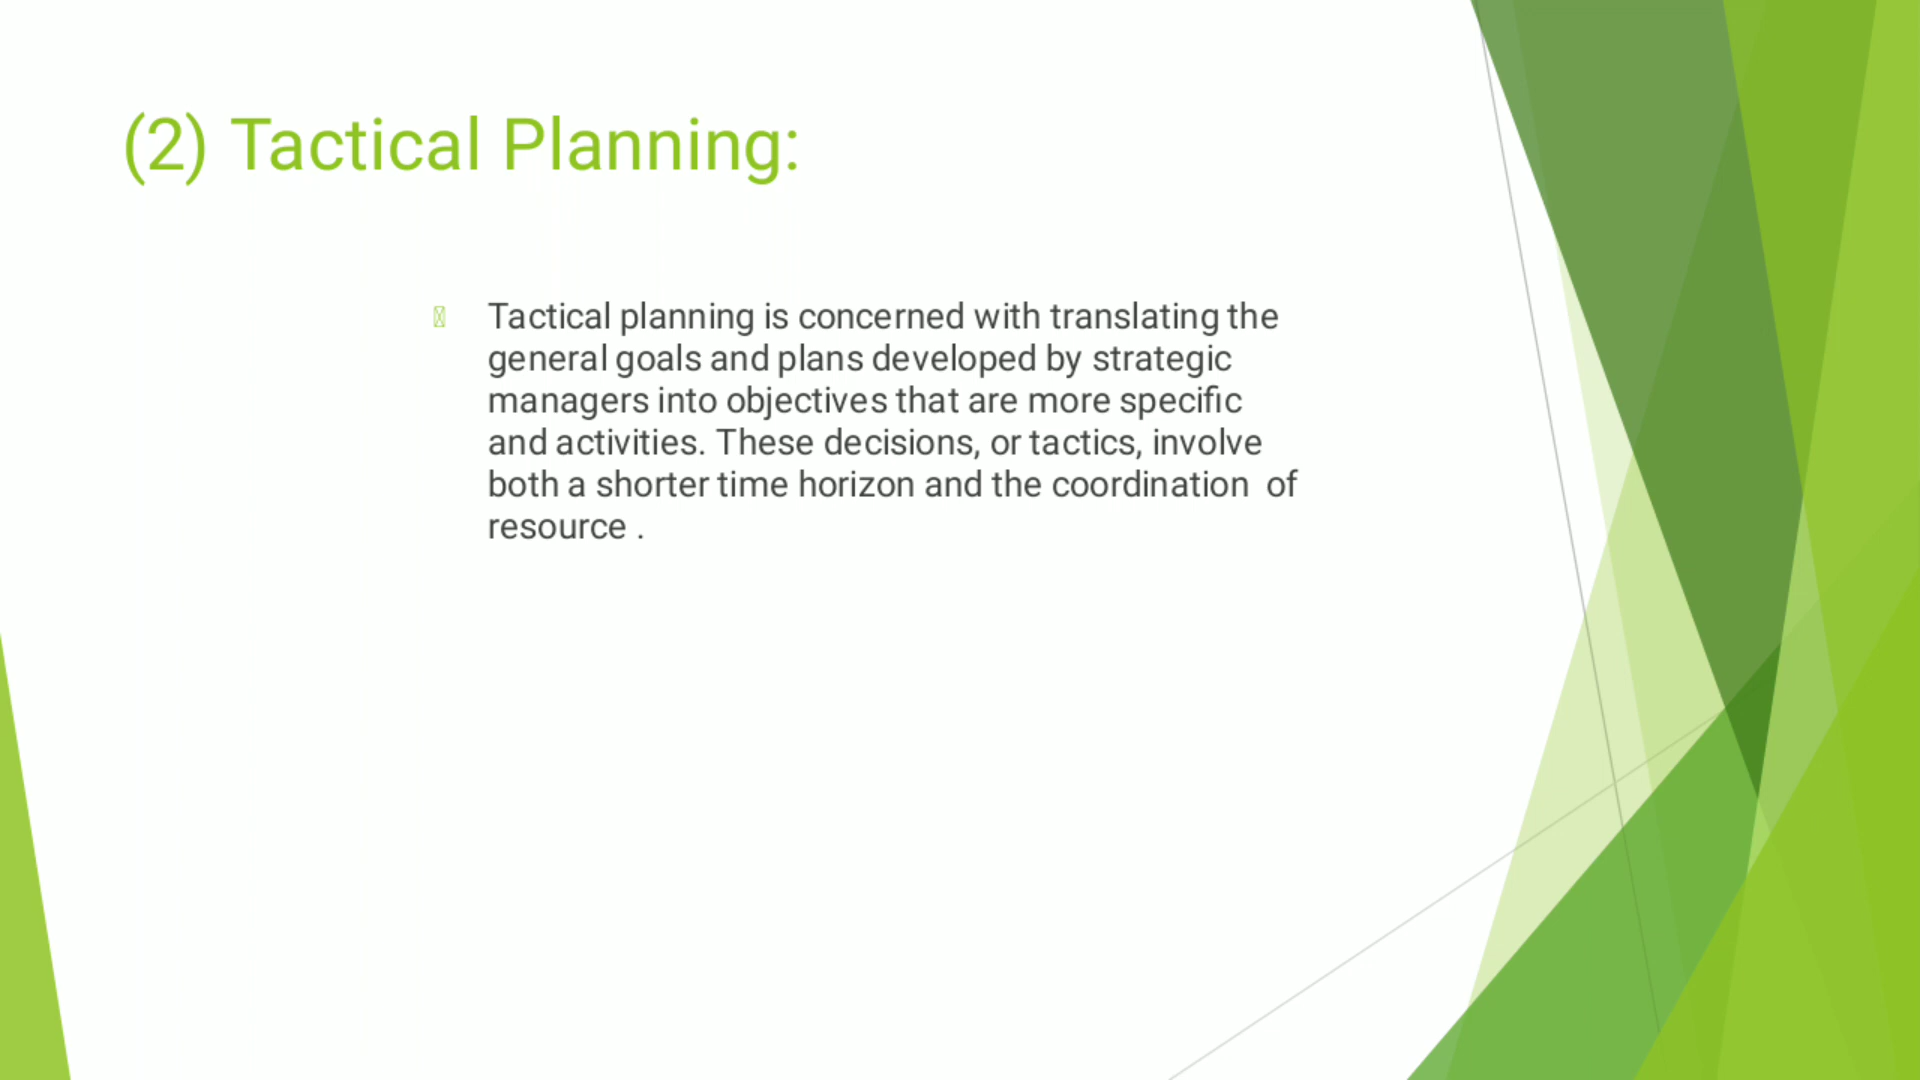 (2) Tactical Planning:
Tactical planning is concerned with translating the
general goals and plans developed by strategic
managers into objectives that are more specific
and activities. These decisions, or tactics, involve
both a shorter time horizon and the coordination  of
resource .